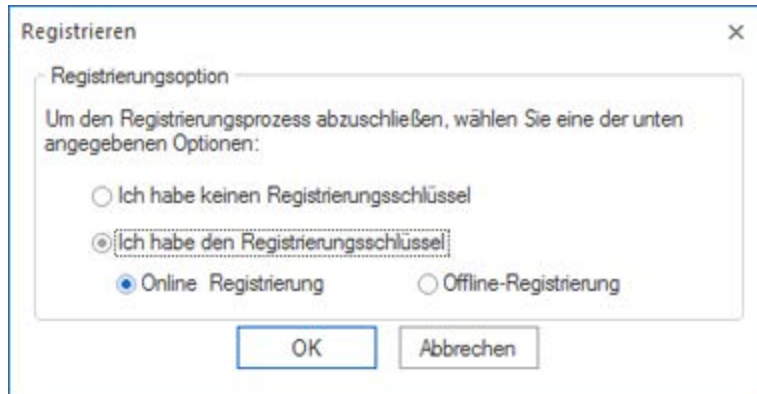 Registrieren
Registrierungsoption
Um den Registrierungsprozess abzuschließen, wählen Sie eine der unten
angegebenen Optionen:
Ich habe keinen Registrierungsschlüssel
Ich habe den Registrierungsschlüssel
Online Registrierung Offline-Registrierung
OK Abbrechen